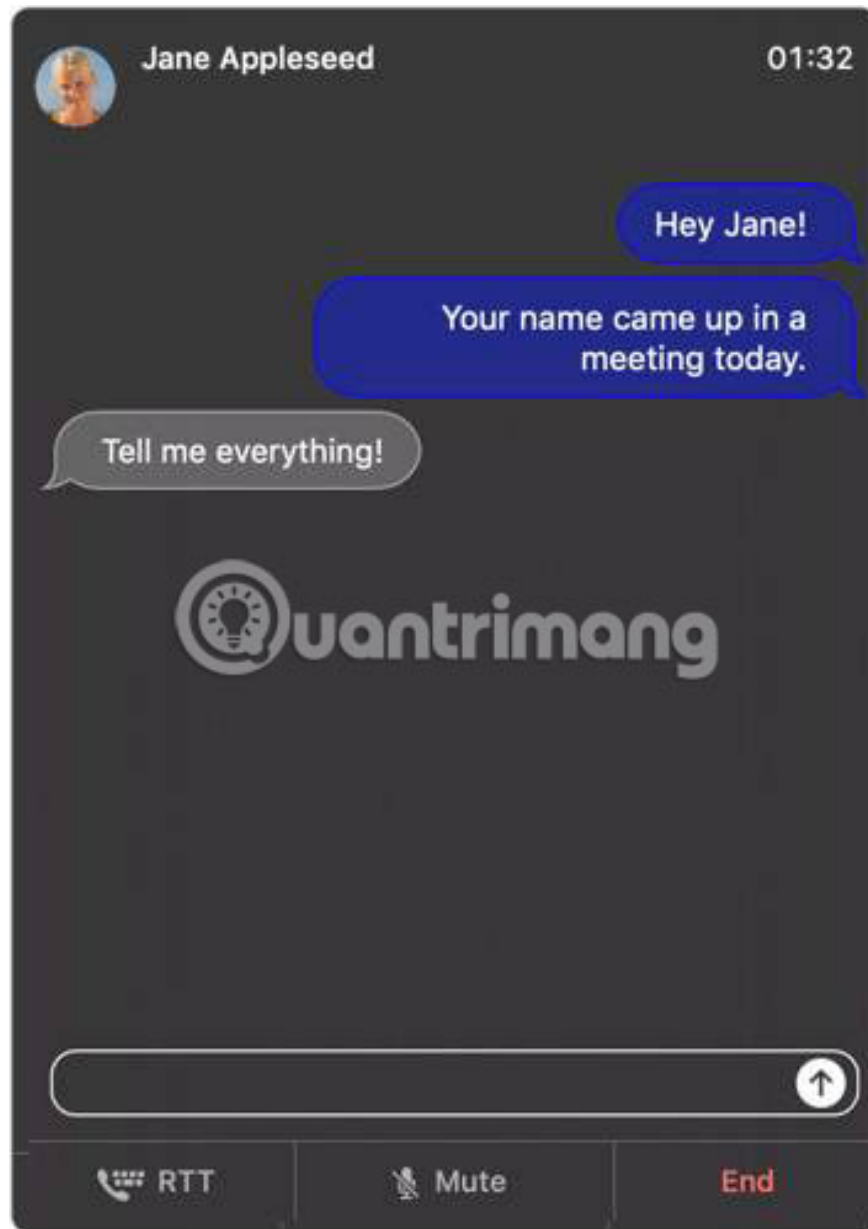 Jane Appleseed 01:32
Hey Jane!
Your name came up in a
meeting today.
Tell me everything!
Quantrimang
RTT Mute End